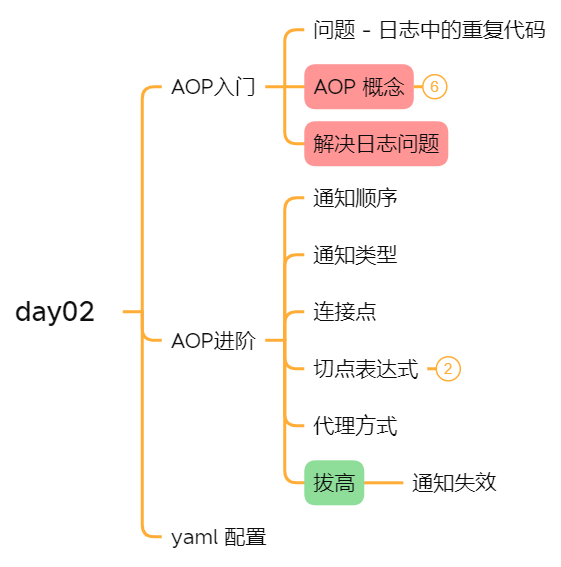 day02
AOP入门
问题 - 日志中的重复代码
AOP 概念
6
解决日志问题
AOP进阶
通知顺序
通知类型
连接点
切点表达式
2
代理方式
拔高
通知失效
yaml 配置